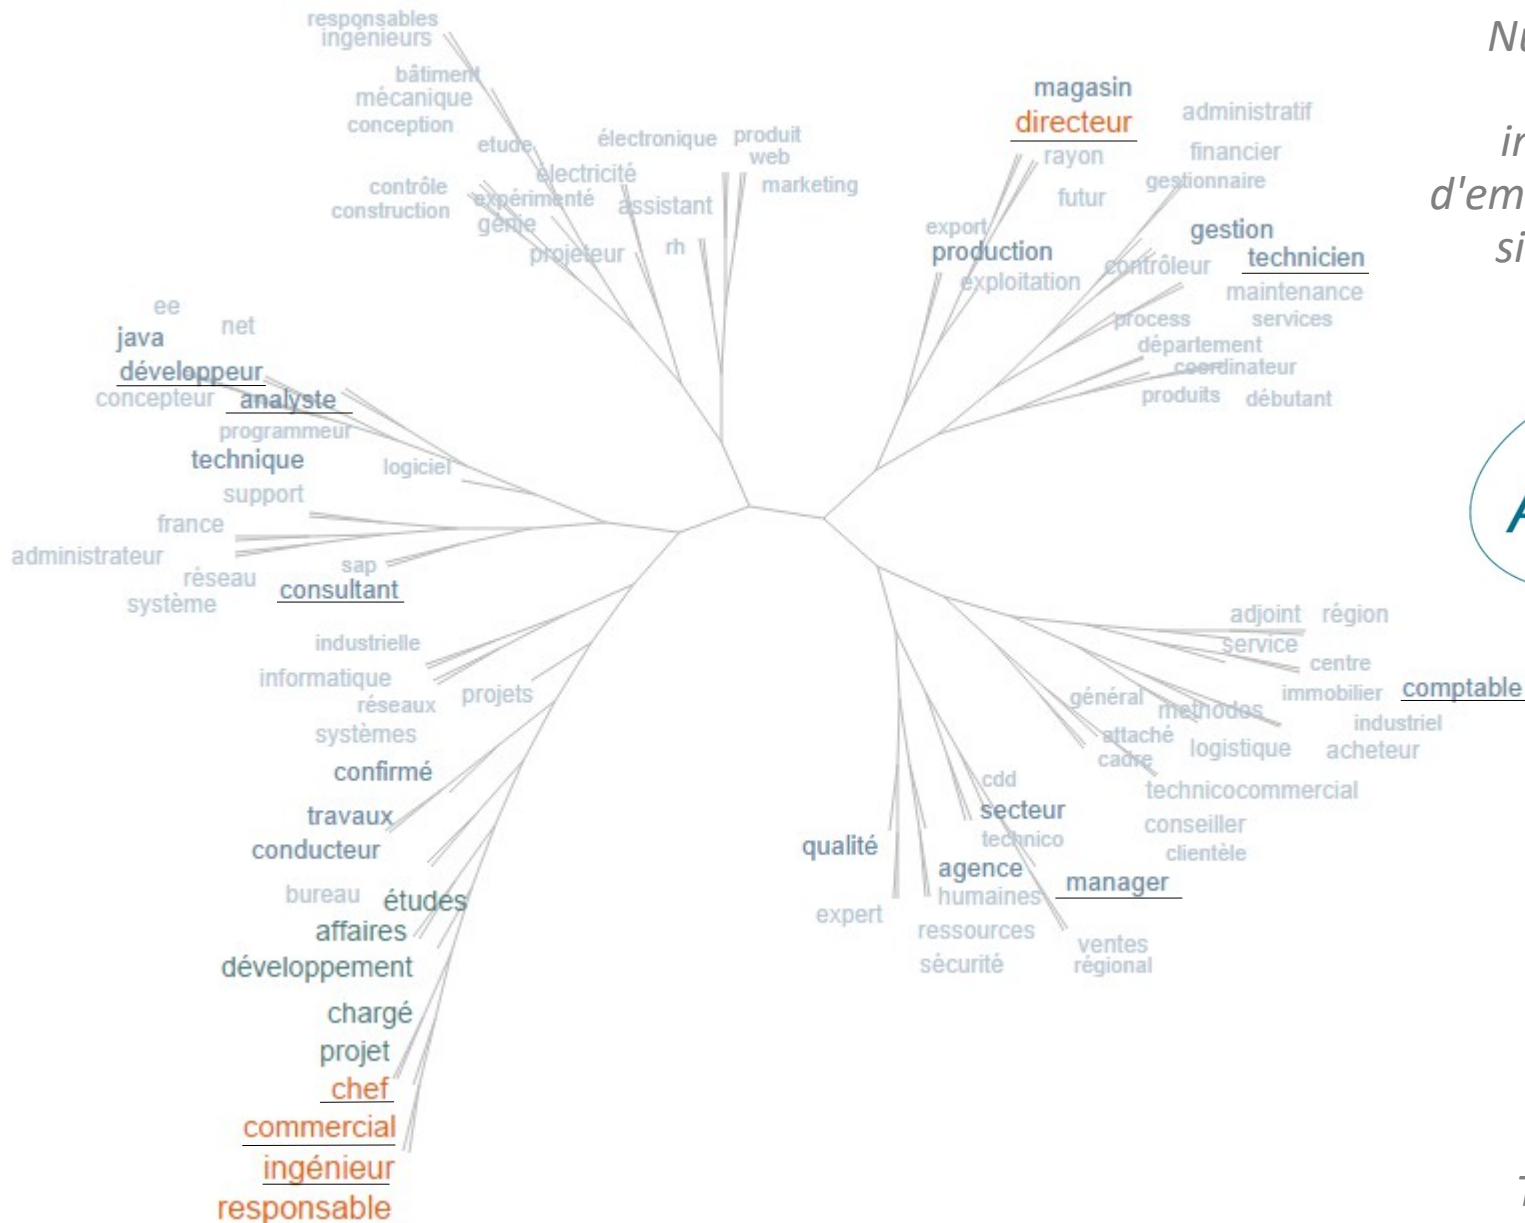 responsables
ingénieurs
bâtiment
mécanique
conception
etude
électronique
produit
web
marketing
contrôle
construction
électricité
expérimenté
génie
assistant
projeteur
rh
magasin
directeur
administratif
rayon
financier
futur
gestionnaire
export
production
gestion
exploitation
contrôleur
technicien
maintenance
process
services
département
coordinateur
produits
débutant
ee
net
java
développeur
concepteur
analyste
programmeur
technique
logiciel
support
france
administrateur
sap
réseau
consultant
système
industrielle
informatique
réseaux
projets
systèmes
confirmé
travaux
conducteur
bureau
études
affaires
développement
chargé
projet
chef
commercial
ingénieur
responsable
adjoint
région
service
centre
immobilier
comptable
général
méthodes
industriel
attaché
logistique
acheteur
cadre
technicocommercial
conseiller
clientèle
cdd
secteur
technico
qualité
agence
manager
humaines
expert
ressources
ventes
sécurité
régional
d'em